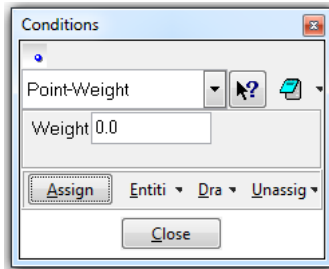 Conditions
Point-Weight
Weight 0.0
Assign Entiti Dra Unassig
Close